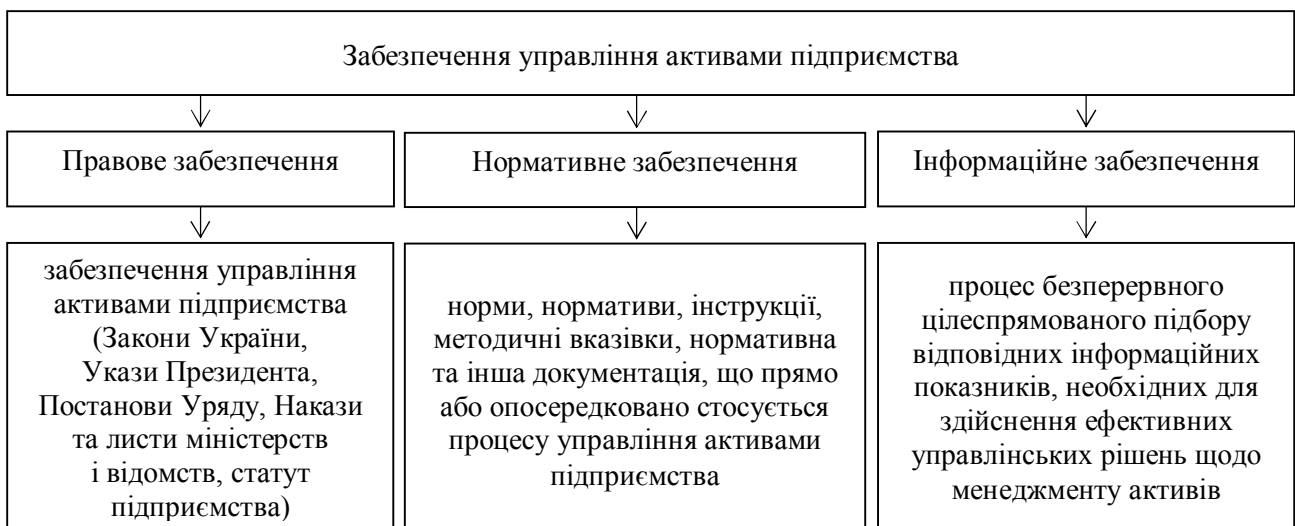 Забезпечення управління активами підприємства
Правове забезпечення
Нормативне забезпечення
Інформаційне забезпечення
забезпечення управління
активами підприємства
(Закони України,
Укази Президента,
Постанови Уряду, Накази
та листи міністерств
і відомств, статут
підприємства)
норми, нормативи, інструкції,
методичні вказівки, нормативна
та інша документація, що прямо
або опосередковано стосується
процесу управління активами
підприємства
процес безперервного
цілеспрямованого підбору
відповідних інформаційних
показників, необхідних для
здійснення ефективних
управлінських рішень щодо
менеджменту активів